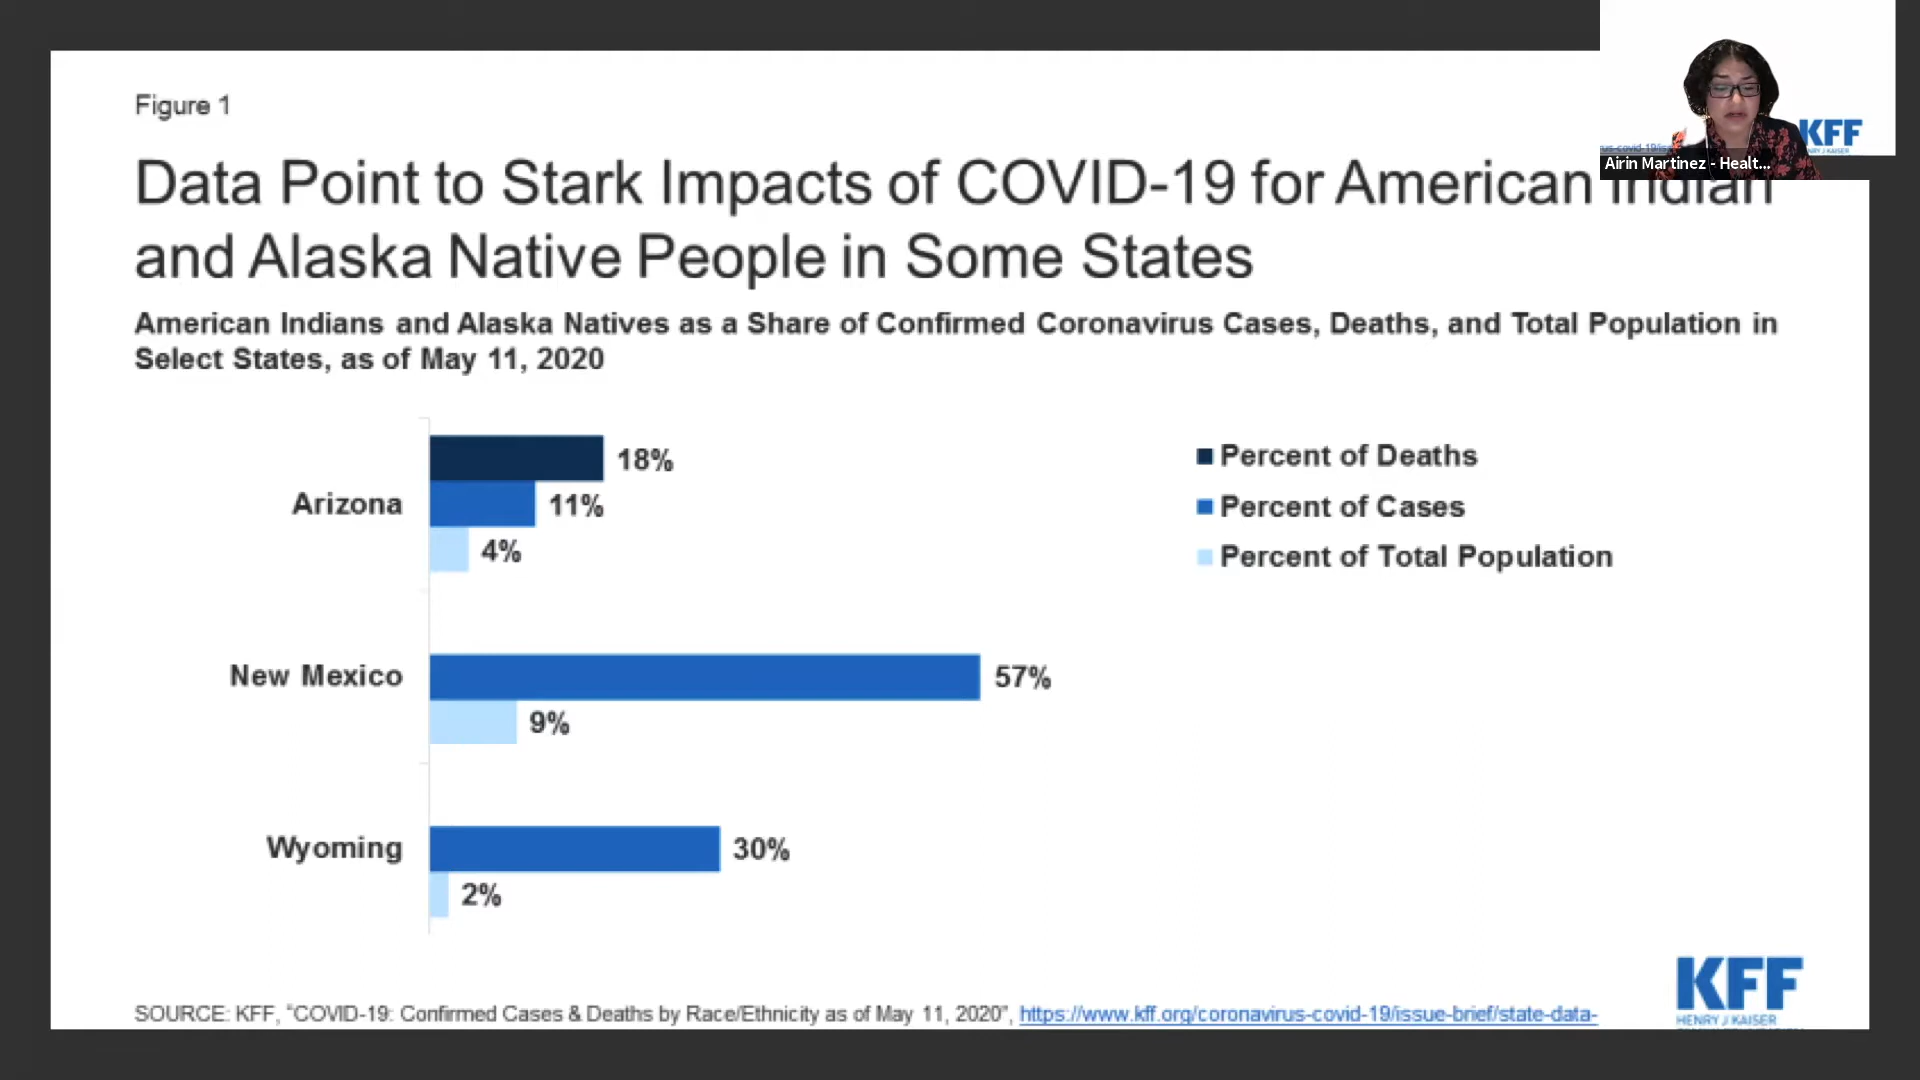 Figure 1
Data Point to Stark Impacts of COVID-19 for American Indian
and Alaska Native People in Some States
American Indians and Alaska Natives as a Share of Confirmed Coronavirus Cases, Deaths, and Total Population in
Select States, as of May 11, 2020
KFF
us-covid-19/is
Airin Martinez - Healt...
18%
Arizona
11%
4%
Percent of Deaths
Percent of Cases
Percent of Total Population
New Mexico
57%
9%
Wyoming
30%
2%
SOURCE: KFF, “COVID-19: Confirmed Cases & Deaths by Race/Ethnicity as of May 11, 2020”, https://www.kff.org/coronavirus-covid-19/issue-brief/state-data-
KFF
HENRY J KAISER